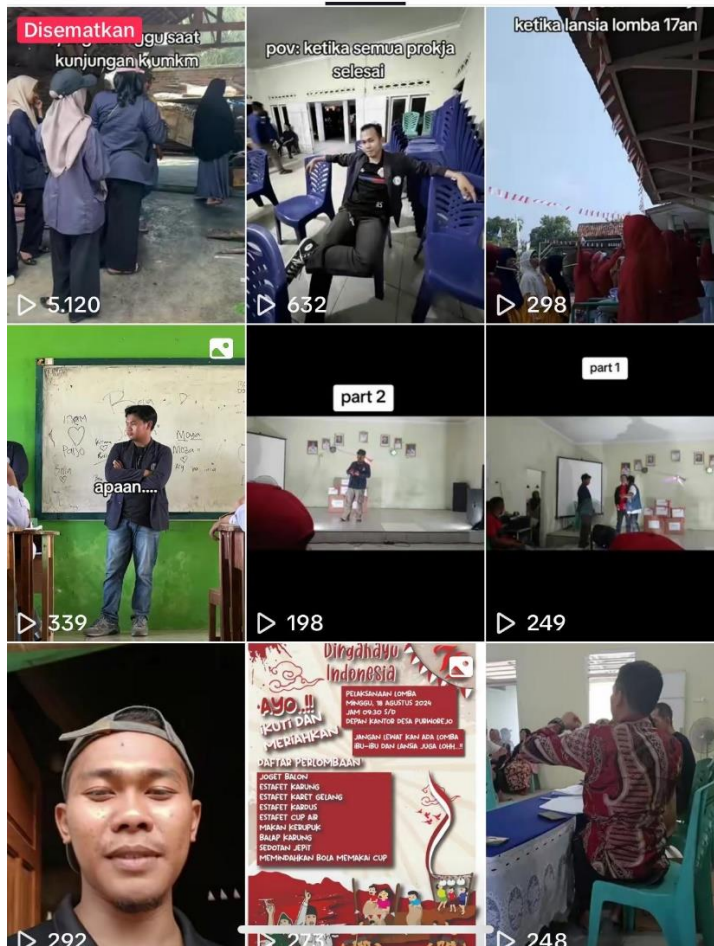 Disematkan
saat
kunjungan K umkm
5.120
pov: ketika semua prokja
selesai
632
ketika lansia lomba 17an
298
apaan....
339
part 2
198
part 1
249
292
Dirgahayu
Indonesia
AYO..!!
IKUTI DAN
MERIAHKAN
PELAKSANAAN LOMBA
MINGGU, 18 AGUSTUS 2024
JAM 09.30 S/D
DEPAN KANTOR DESA PURWOREJO
JANGAN LEWAT KAN ADA LOMBA
IBU-IBU DAN LANSIA JUGA (LOHH...!!
DAFTAR PERLOMBAAN
JOGET BALON
ESTAFET KARUNG
ESTAFET KARET GELANG
ESTAFET KARDUS
ESTAFET CUP AIR
MAKAN KERUPUK
BALAP KARUNG
SEDOTAN JEPIT
MEMINDAHKAN BOLA MEMAKAI CUP
273
248